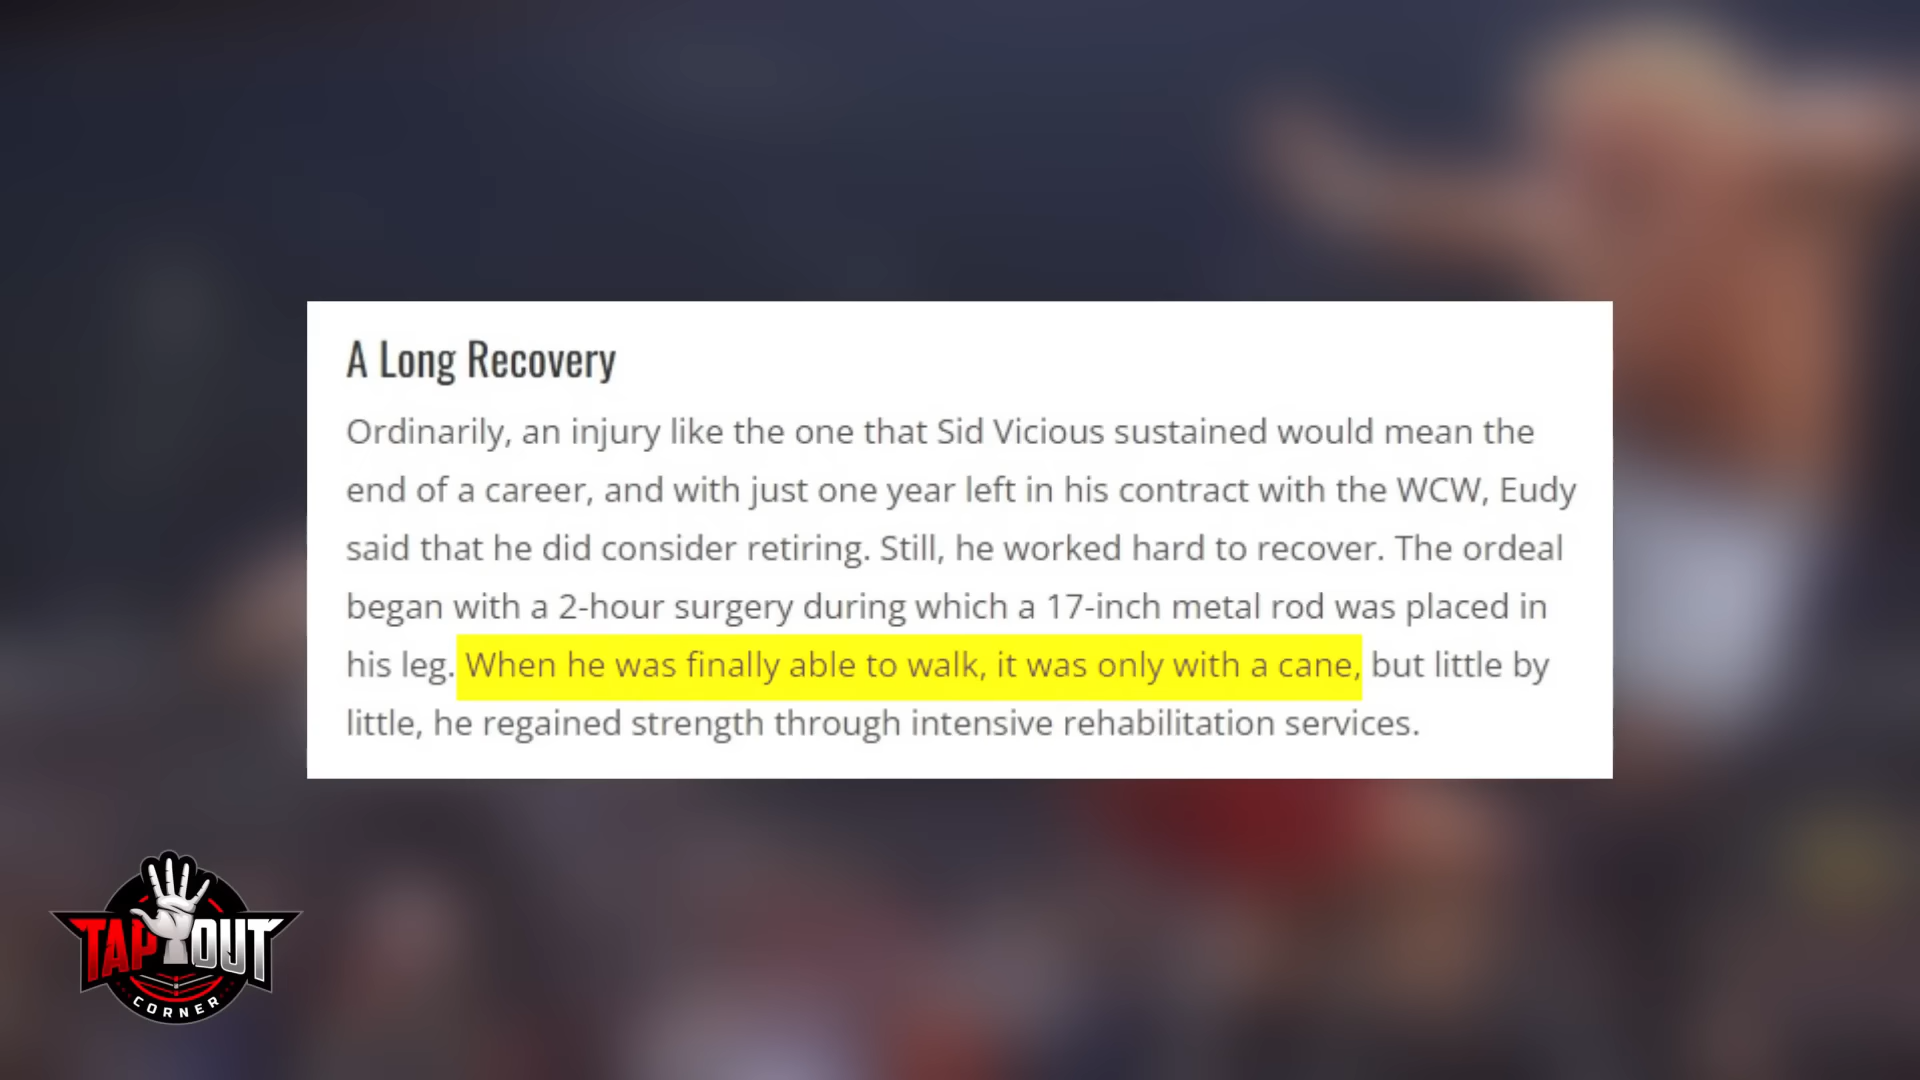 A Long Recovery
Ordinarily, an injury like the one that Sid Vicious sustained would mean the
end of a career, and with just one year left in his contract with the WCW, Eudy
said that he did consider retiring. Still, he worked hard to recover. The ordeal
began with a 2-hour surgery during which a 17-inch metal rod was placed in
his leg. When he was finally able to walk, it was only with a cane, but little by
little, he regained strength through intensive rehabilitation services.
TAP OUT
CORNER